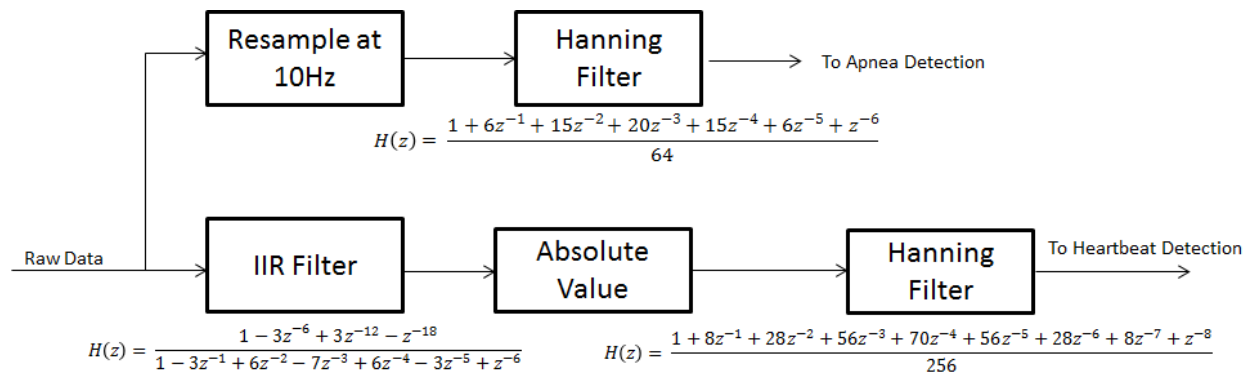 Resample at
10Hz
Hanning
Filter
To Apnea Detection
H(z) = \frac{1 + 6z^{-1} + 15z^{-2} + 20z^{-3} + 15z^{-4} + 6z^{-5} + z^{-6}}{64}
Raw Data
IIR Filter
Absolute
Value
Hanning
Filter
To Heartbeat Detection
H(z) = \frac{1 - 3z^{-6} + 3z^{-12} - z^{-18}}{1 - 3z^{-1} + 6z^{-2} - 7z^{-3} + 6z^{-4} - 3z^{-5} + z^{-6}}
H(z) = \frac{1 + 8z^{-1} + 28z^{-2} + 56z^{-3} + 70z^{-4} + 56z^{-5} + 28z^{-6} + 8z^{-7} + z^{-8}}{256}